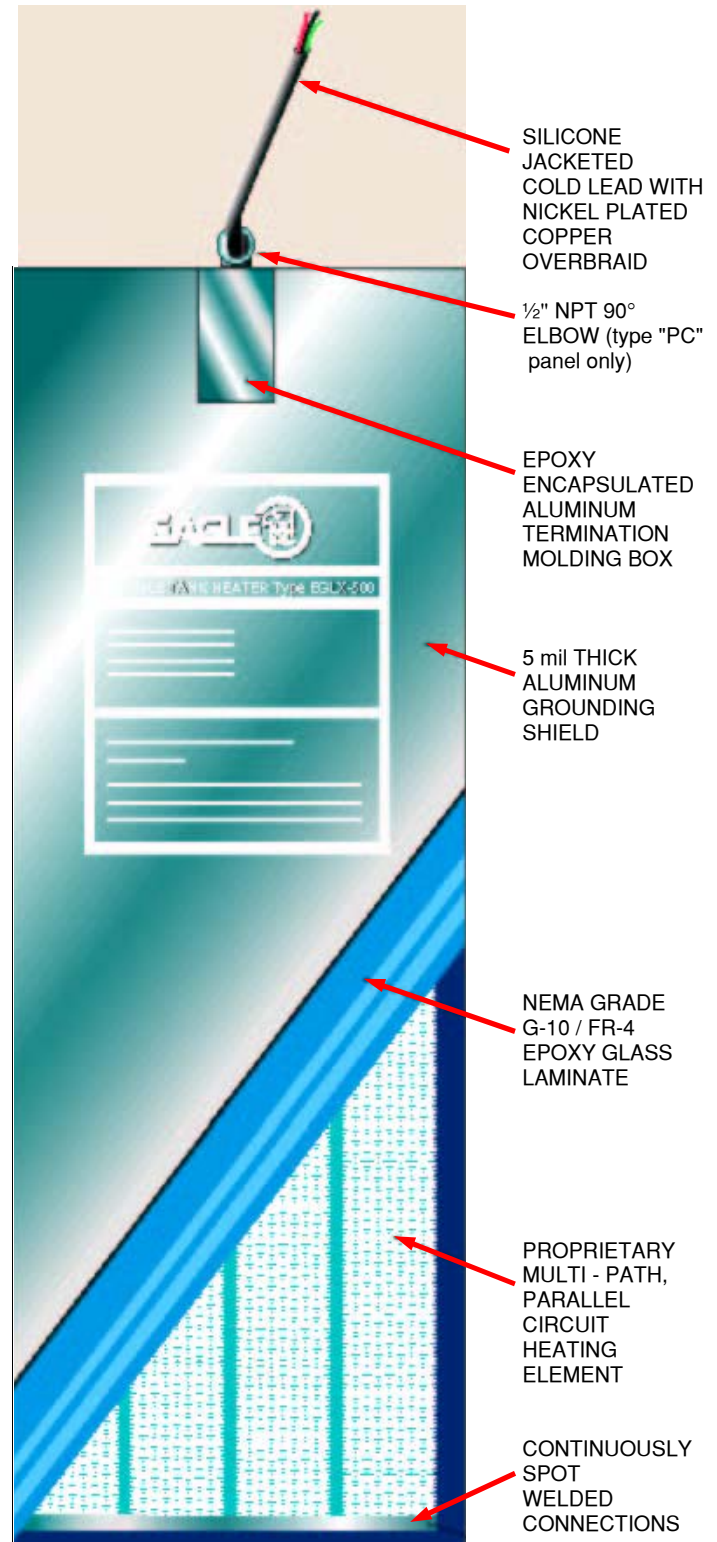 SILICONE
JACKETED
COLD LEAD WITH
NICKEL PLATED
COPPER
OVERBRAID
½" NPT 90°
ELBOW (type "PC"
panel only)
EPOXY
ENCAPSULATED
ALUMINUM
TERMINATION
MOLDING BOX
EAGLE
TANK HEATER Type EGLX-500
5 mil THICK
ALUMINUM
GROUNDING
SHIELD
NEMA GRADE
G-10 / FR-4
EPOXY GLASS
LAMINATE
PROPRIETARY
MULTI - PATH,
PARALLEL
CIRCUIT
HEATING
ELEMENT
CONTINUOUSLY
SPOT
WELDED
CONNECTIONS